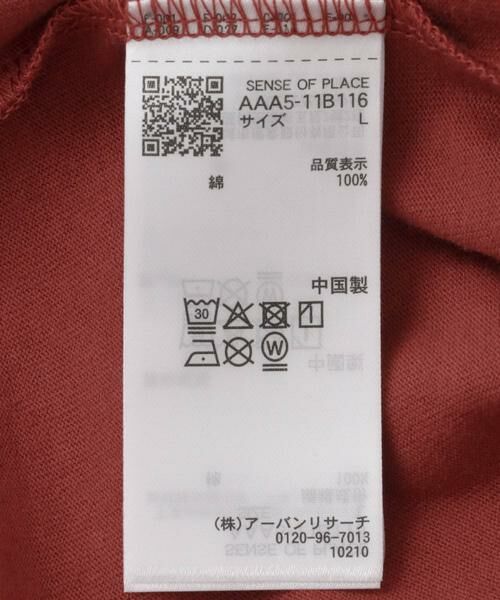 SENSE OF PLACE
AAA5-11B116
サイズ L
品質表示
綿 100%
中国製
30
W
(株)アーバンリサーチ
0120-96-7013
10210